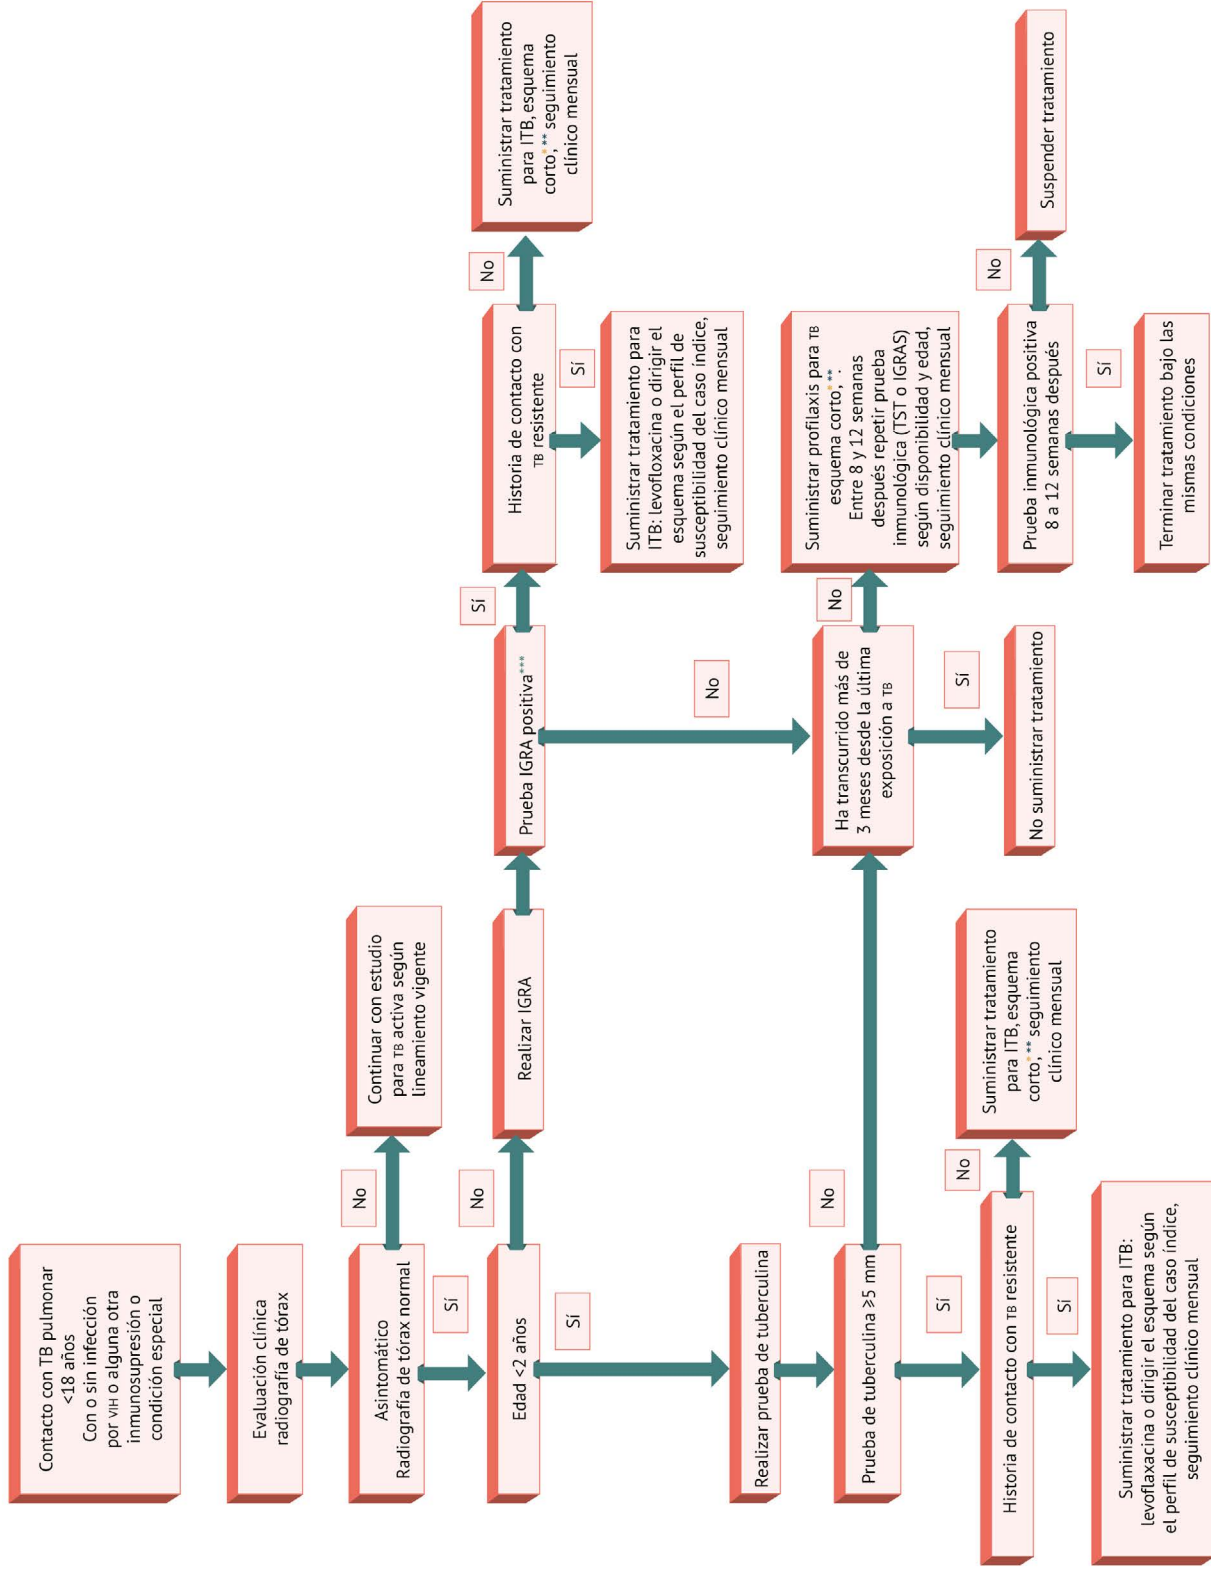 Contacto con TB pulmonar
<18 años
Con o sin infección
por VIH o alguna otra
inmunosupresión o
condición especial
Evaluación clínica
radiografía de tórax
Asintomático
Radiografía de tórax normal
No
Continuar con estudio
para TB activa según
lineamiento vigente
Sí
Edad <2 años
No
Realizar IGRA
Prueba IGRA positiva***
Sí
Historia de contacto con
TB resistente
No
Suministrar tratamiento
para ITB, esquema
corto,* ** seguimiento
clínico mensual
Sí
Suministrar tratamiento para
ITB: levofloxacina o dirigir el
esquema según el perfil de
susceptibilidad del caso índice,
seguimiento clínico mensual
No
Sí
Realizar prueba de tuberculina
Prueba de tuberculina ≥5 mm
No
Ha transcurrido más de
3 meses desde la última
exposición a TB
No
Suministrar profilaxis para TB
esquema corto,* **.
Entre 8 y 12 semanas
después repetir prueba
inmunológica (TST o IGRAS)
según disponibilidad y edad,
seguimiento clínico mensual
Sí
No suministrar tratamiento
Prueba inmunológica positiva
8 a 12 semanas después
No
Suspender tratamiento
Sí
Terminar tratamiento bajo las
mismas condiciones
Sí
Historia de contacto con TB resistente
No
Suministrar tratamiento
para ITB, esquema
corto,* ** seguimiento
clínico mensual
Sí
Suministrar tratamiento para ITB:
levoflaxacina o dirigir el esquema según
el perfil de susceptibilidad del caso índice,
seguimiento clínico mensual